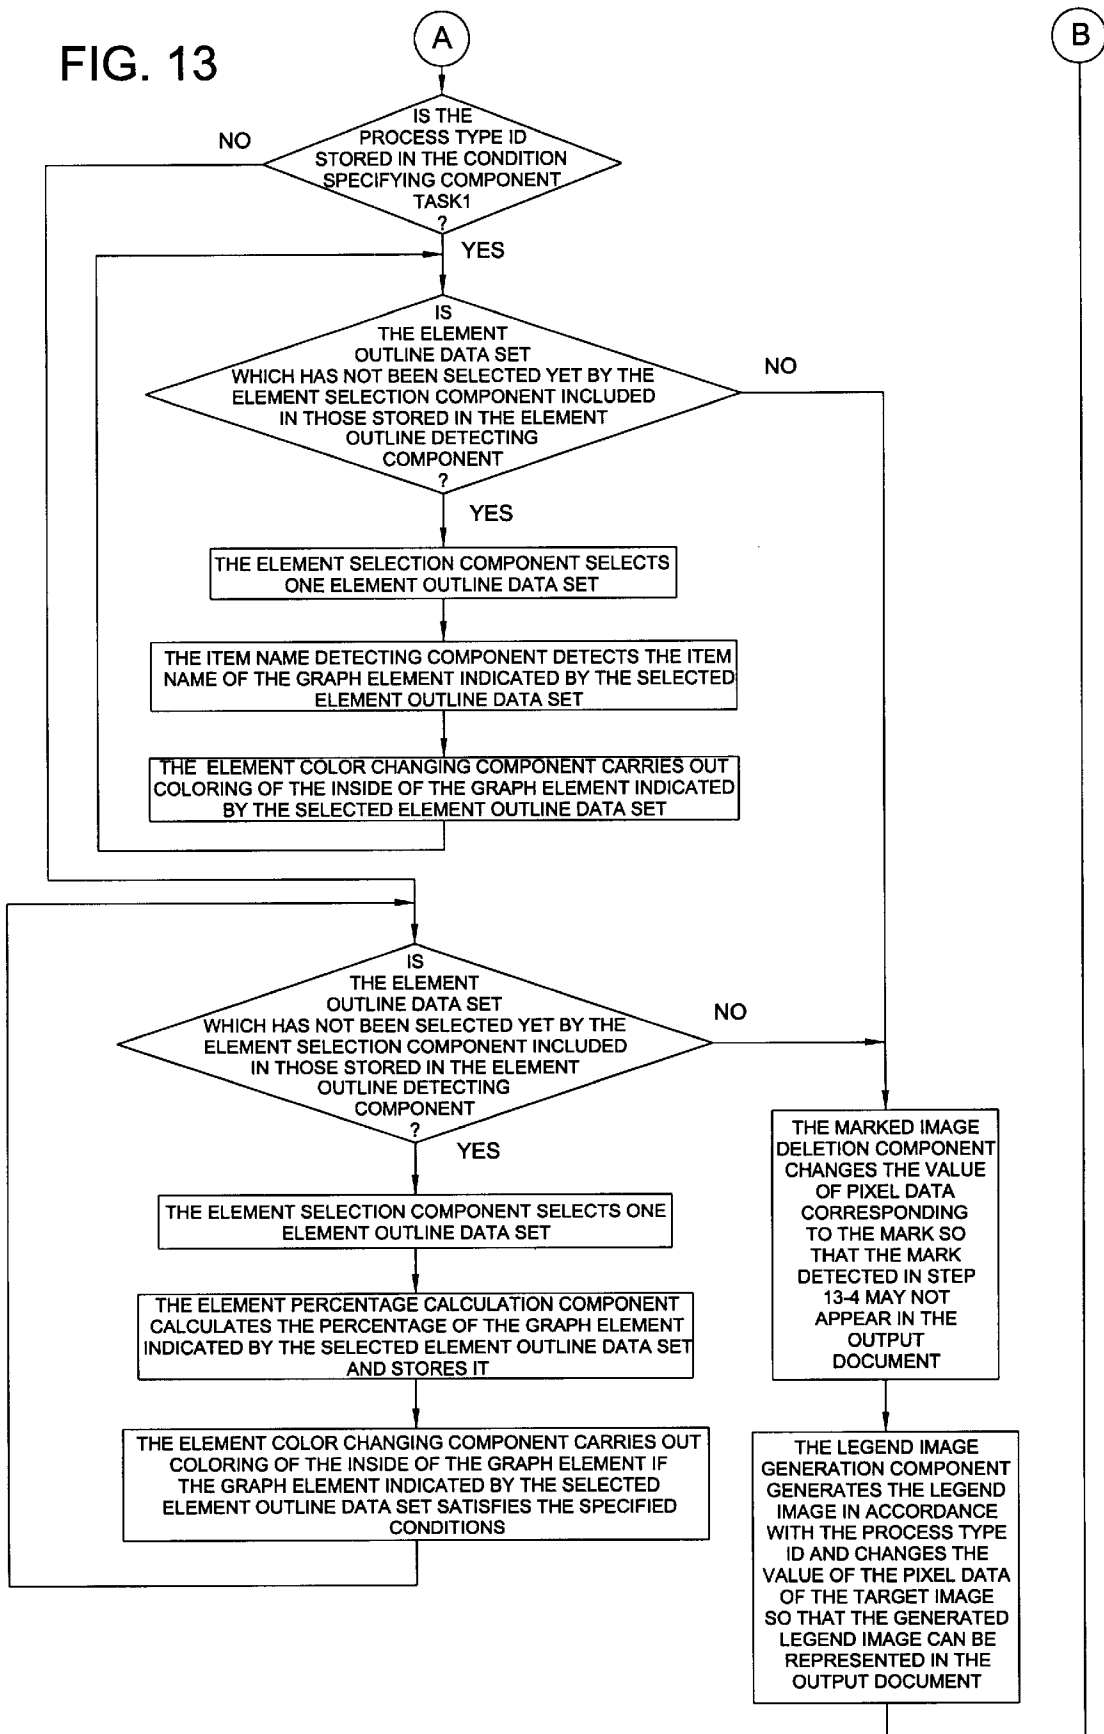 FIG. 13
A
B
IS THE
PROCESS TYPE ID
STORED IN THE CONDITION
SPECIFYING COMPONENT
TASK1
?
NO
YES
IS
THE ELEMENT
OUTLINE DATA SET
WHICH HAS NOT BEEN SELECTED YET BY THE
ELEMENT SELECTION COMPONENT INCLUDED
IN THOSE STORED IN THE ELEMENT
OUTLINE DETECTING
COMPONENT
?
NO
YES
THE ELEMENT SELECTION COMPONENT SELECTS
ONE ELEMENT OUTLINE DATA SET
THE ITEM NAME DETECTING COMPONENT DETECTS THE ITEM
NAME OF THE GRAPH ELEMENT INDICATED BY THE SELECTED
ELEMENT OUTLINE DATA SET
THE ELEMENT COLOR CHANGING COMPONENT CARRIES OUT
COLORING OF THE INSIDE OF THE GRAPH ELEMENT INDICATED
BY THE SELECTED ELEMENT OUTLINE DATA SET
IS
THE ELEMENT
OUTLINE DATA SET
WHICH HAS NOT BEEN SELECTED YET BY THE
ELEMENT SELECTION COMPONENT INCLUDED
IN THOSE STORED IN THE ELEMENT
OUTLINE DETECTING
COMPONENT
?
NO
YES
THE ELEMENT SELECTION COMPONENT SELECTS ONE
ELEMENT OUTLINE DATA SET
THE ELEMENT PERCENTAGE CALCULATION COMPONENT
CALCULATES THE PERCENTAGE OF THE GRAPH ELEMENT
INDICATED BY THE SELECTED ELEMENT OUTLINE DATA SET
AND STORES IT
THE ELEMENT COLOR CHANGING COMPONENT CARRIES OUT
COLORING OF THE INSIDE OF THE GRAPH ELEMENT IF
THE GRAPH ELEMENT INDICATED BY THE SELECTED
ELEMENT OUTLINE DATA SET SATISFIES THE SPECIFIED
CONDITIONS
THE MARKED IMAGE
DELETION COMPONENT
CHANGES THE VALUE
OF PIXEL DATA
CORRESPONDING
TO THE MARK SO
THAT THE MARK
DETECTED IN STEP
13-4 MAY NOT
APPEAR IN THE
OUTPUT
DOCUMENT
THE LEGEND IMAGE
GENERATION COMPONENT
GENERATES THE LEGEND
IMAGE IN ACCORDANCE
WITH THE PROCESS TYPE
ID AND CHANGES THE
VALUE OF THE PIXEL DATA
OF THE TARGET IMAGE
SO THAT THE GENERATED
LEGEND IMAGE CAN BE
REPRESENTED IN THE
OUTPUT DOCUMENT